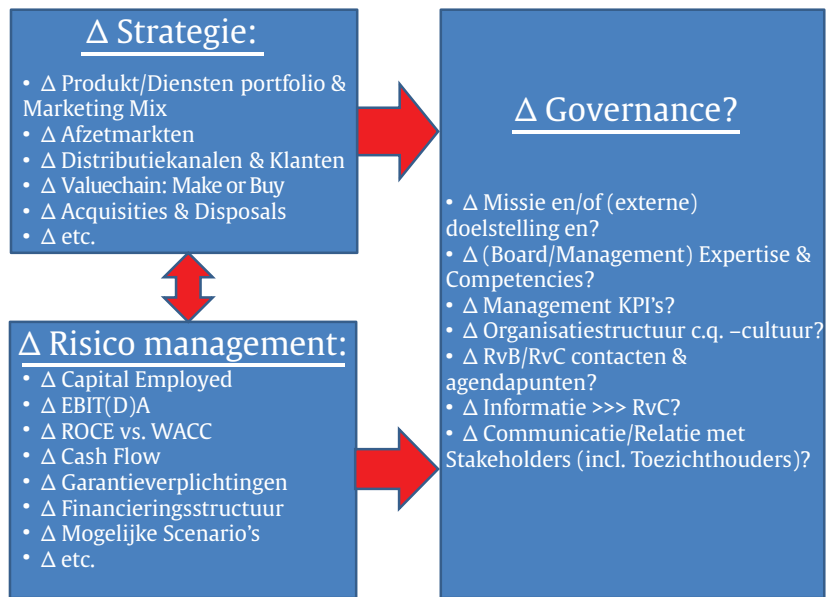 Δ Strategie:
• Δ Produkt/Diensten portfolio &
Marketing Mix
• Δ Afzetmarkten
• Δ Distributiekanalen & Klanten
• Δ Valuechain: Make or Buy
• Δ Acquisities & Disposals
• Δ etc.
Δ Risico management:
• Δ Capital Employed
• Δ EBIT(D)A
• Δ ROCE vs. WACC
• Δ Cash Flow
• Δ Garantieverplichtingen
• Δ Financieringsstructuur
• Δ Mogelijke Scenario’s
• Δ etc.
Δ Governance?
• Δ Missie en/of (externe)
doelstelling en?
• Δ (Board/Management) Expertise &
Competencies?
• Δ Management KPI’s?
• Δ Organisatiestructuur c.q. –cultuur?
• Δ RvB/RvC contacten &
agendapunten?
• Δ Informatie >>> RvC?
• Δ Communicatie/Relatie met
Stakeholders (incl. Toezichthouders)?